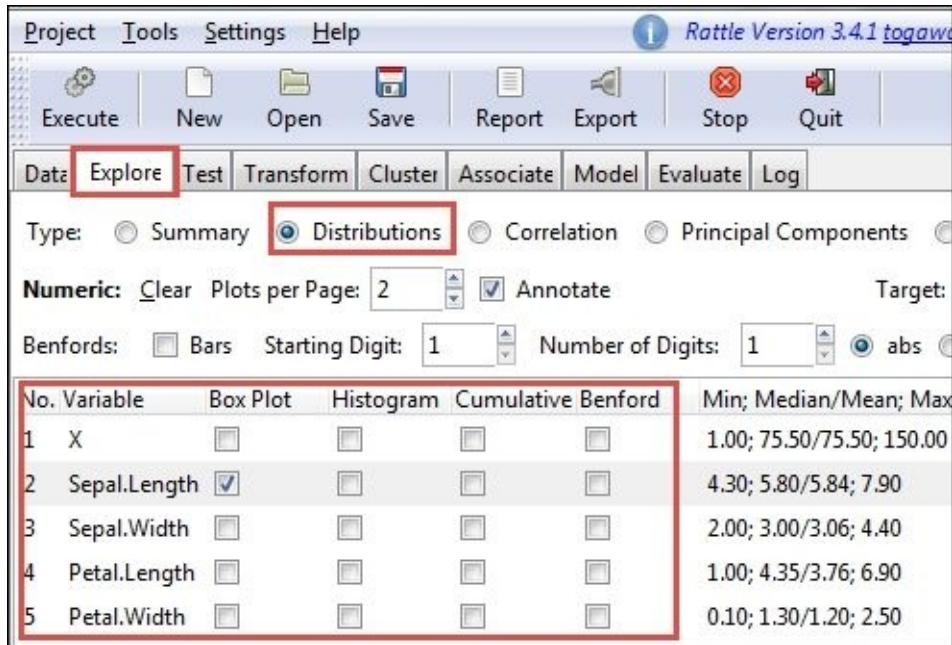 Project Tools Settings Help Rattle Version 3.4.1 togawa
Execute New Open Save Report Export Stop Quit
Data Explore Test Transform Cluster Associate Model Evaluate Log
Type: Summary Distributions Correlation Principal Components
Numeric: Clear Plots per Page: 2 Annotate Target:
Benfords: Bars Starting Digit: 1 Number of Digits: 1 abs
No. Variable Box Plot Histogram Cumulative Benford Min; Median/Mean; Max
1 X 1.00; 75.50/75.50; 150.00
2 Sepal.Length 4.30; 5.80/5.84; 7.90
3 Sepal.Width 2.00; 3.00/3.06; 4.40
4 Petal.Length 1.00; 4.35/3.76; 6.90
5 Petal.Width 0.10; 1.30/1.20; 2.50